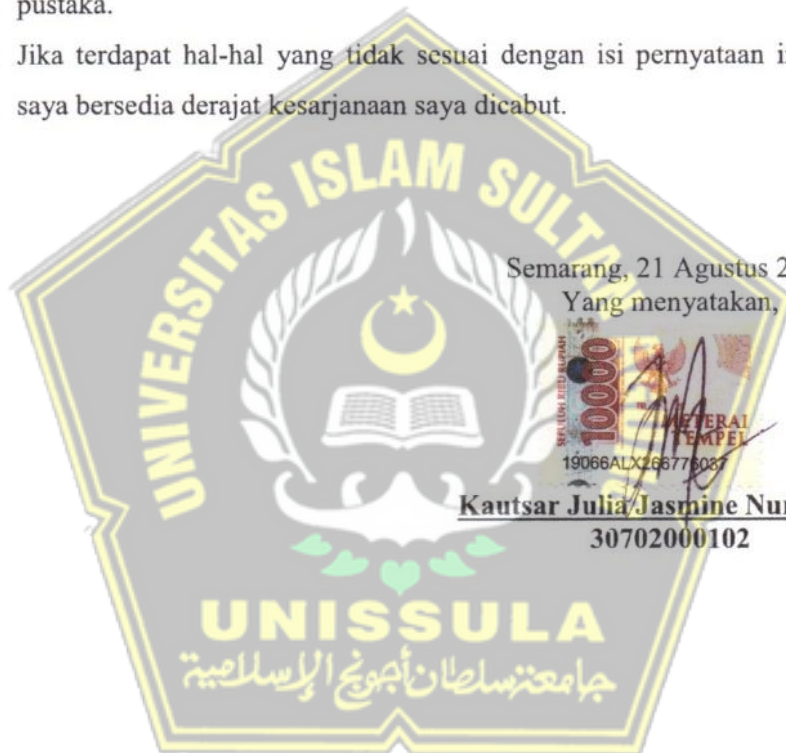 pustaka.
Jika terdapat hal-hal yang tidak sesuai dengan isi pernyataan in
saya bersedia derajat kesarjanaan saya dicabut.
UNIVERSITAS ISLAM SULTAN
Semarang, 21 Agustus 2
Yang menyatakan,
SEPULUH RIBU RUPIAH
10000
METERAI
TEMPEL
19066ALX266776037
Kautsar Julia Jasmine Nur
30702000102
UNISSULA
جامعة سلطان أجونج الإسلامية